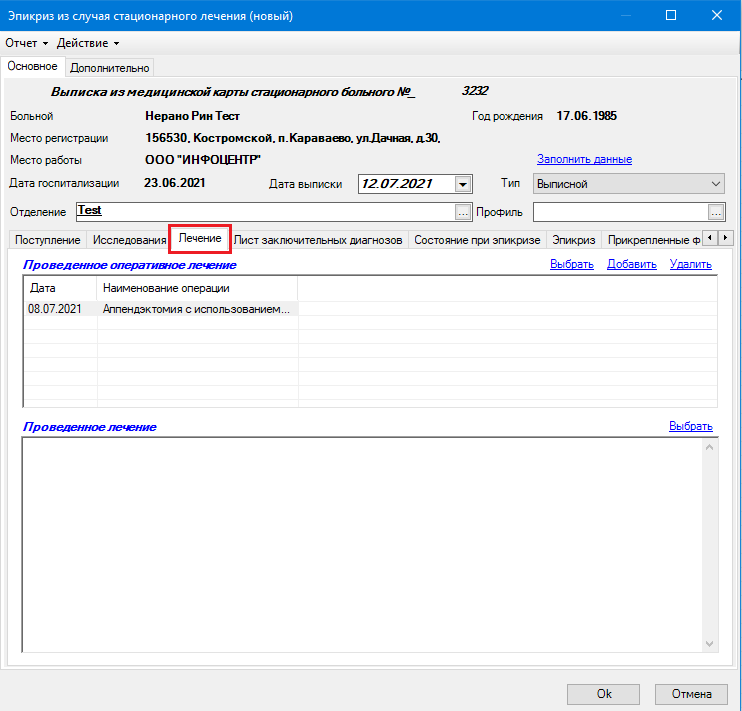 Эпикриз из случая стационарного лечения (новый)
Отчет Действие
Основное Дополнительно
Выписка из медицинской карты стационарного больного №_ 3232
Больной Нерано Рин Тест Год рождения 17.06.1985
Место регистрации 156530, Костромской, п.Караваево, ул.Дачная, д.30,
Место работы ООО "ИНФОЦЕНТР" Заполнить данные
Дата госпитализации 23.06.2021 Дата выписки 12.07.2021 Тип Выписной
Отделение Test ... Профиль ...
Поступление Исследования Лечение Лист заключительных диагнозов Состояние при эпикризе Эпикриз Прикрепленные ф
Проведенное оперативное лечение Выбрать Добавить Удалить
Дата Наименование операции
08.07.2021 Аппендэктомия с использованием...
Проведенное лечение Выбрать
Ok Отмена